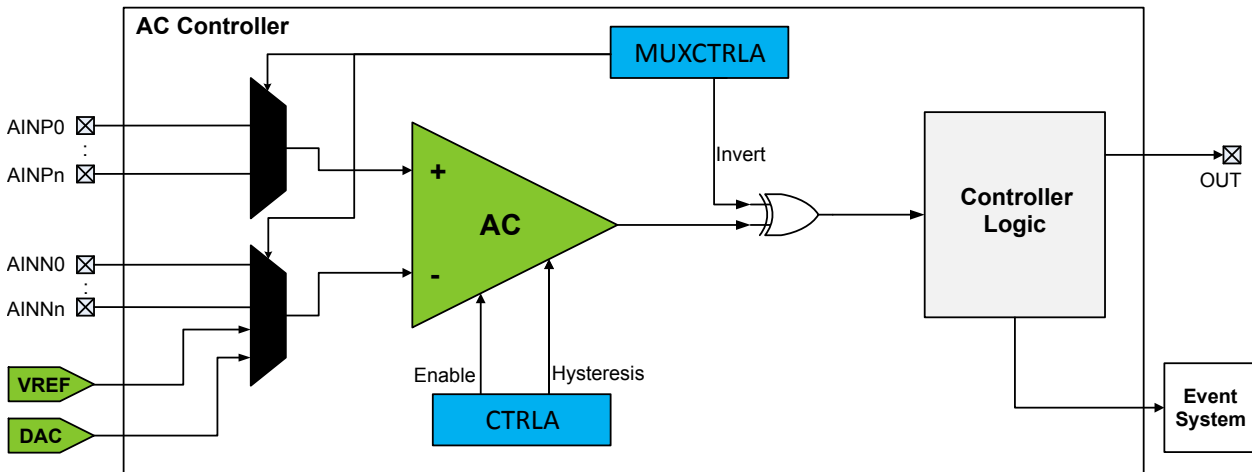 AC Controller
MUXCTRLA
AINP0
:
AINPn
Invert
+
AC
-
Controller
Logic
OUT
AINN0
:
AINNn
VREF
DAC
Enable
Hysteresis
CTRLA
Event
System